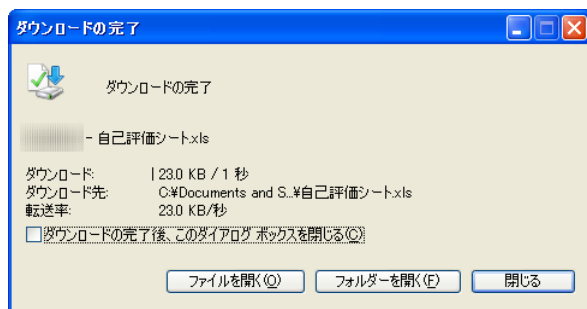 ダウンロードの完了
ダウンロードの完了
- 自己評価シート.xls
ダウンロード: 23.0 KB / 1 秒
ダウンロード先: C:¥Documents and S...¥自己評価シート.xls
転送率: 23.0 KB/秒
ダウンロードの完了後、このダイアログ ボックスを閉じる(C)
ファイルを開く(O) フォルダーを開く(F) 閉じる